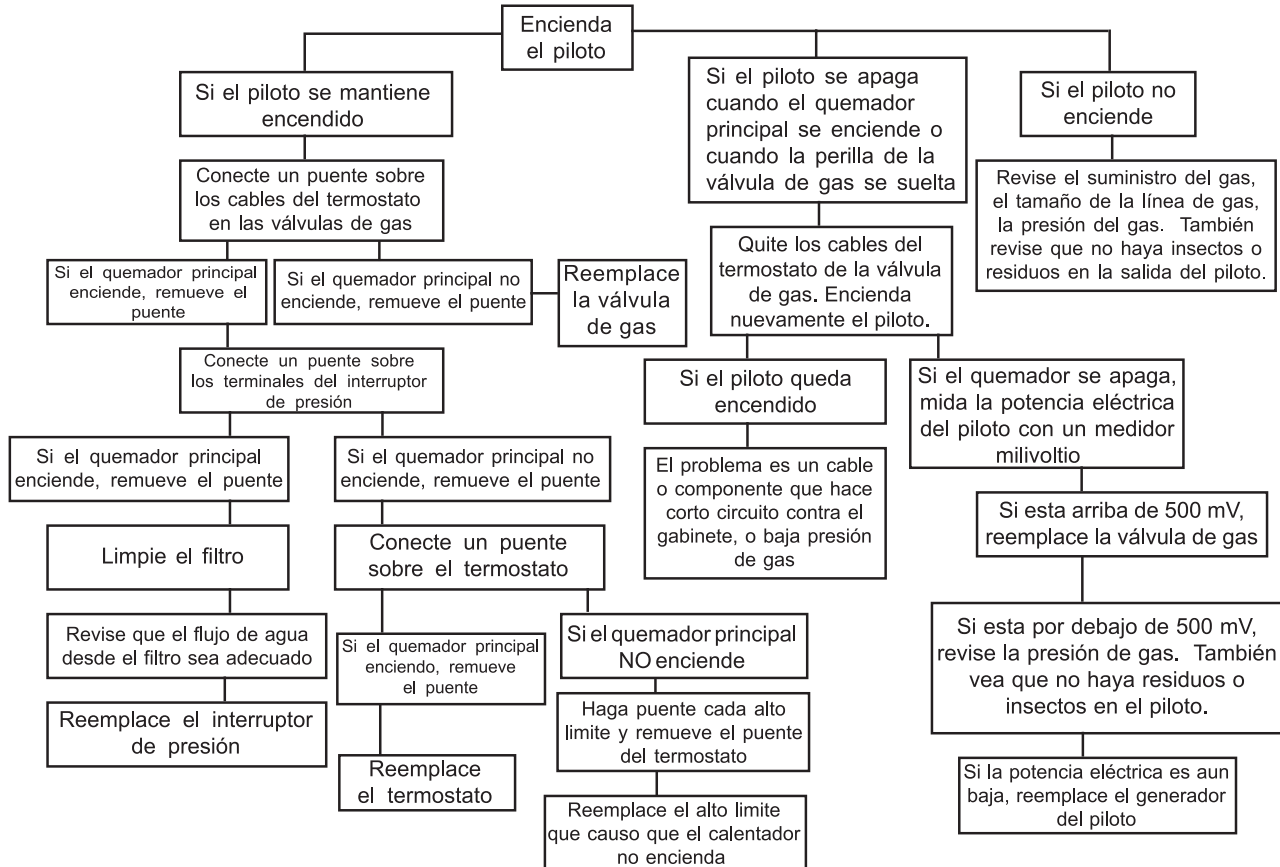 Encienda
el piloto
Si el piloto se mantiene
encendido
Conecte un puente sobre
los cables del termostato
en las válvulas de gas
Si el quemador principal
enciende, remueve el
puente
Si el quemador principal no
enciende, remueve el puente
Reemplace
la válvula
de gas
Conecte un puente sobre
los terminales del interruptor
de presión
Si el quemador principal
enciende, remueve el puente
Limpie el filtro
Revise que el flujo de agua
desde el filtro sea adecuado
Reemplace el interruptor
de presión
Si el quemador principal no
enciende, remueve el puente
Conecte un puente
sobre el termostato
Si el quemador principal
enciendo, remueve
el puente
Reemplace
el termostato
Si el quemador principal
NO enciende
Haga puente cada alto
limite y remueve el puente
del termostato
Reemplace el alto limite
que causo que el calentador
no encienda
Si el piloto se apaga
cuando el quemador
principal se enciende o
cuando la perilla de la
válvula de gas se suelta
Quite los cables del
termostato de la válvula
de gas. Encienda
nuevamente el piloto.
Si el piloto queda
encendido
El problema es un cable
o componente que hace
corto circuito contra el
gabinete, o baja presión
de gas
Si el quemador se apaga,
mida la potencia eléctrica
del piloto con un medidor
milivoltio
Si esta arriba de 500 mV,
reemplace la válvula de gas
Si esta por debajo de 500 mV,
revise la presión de gas. También
vea que no haya residuos o
insectos en el piloto.
Si la potencia eléctrica es aun
baja, reemplace el generador
del piloto
Si el piloto no
enciende
Revise el suministro del gas,
el tamaño de la línea de gas,
la presión del gas. También
revise que no haya insectos o
residuos en la salida del piloto.